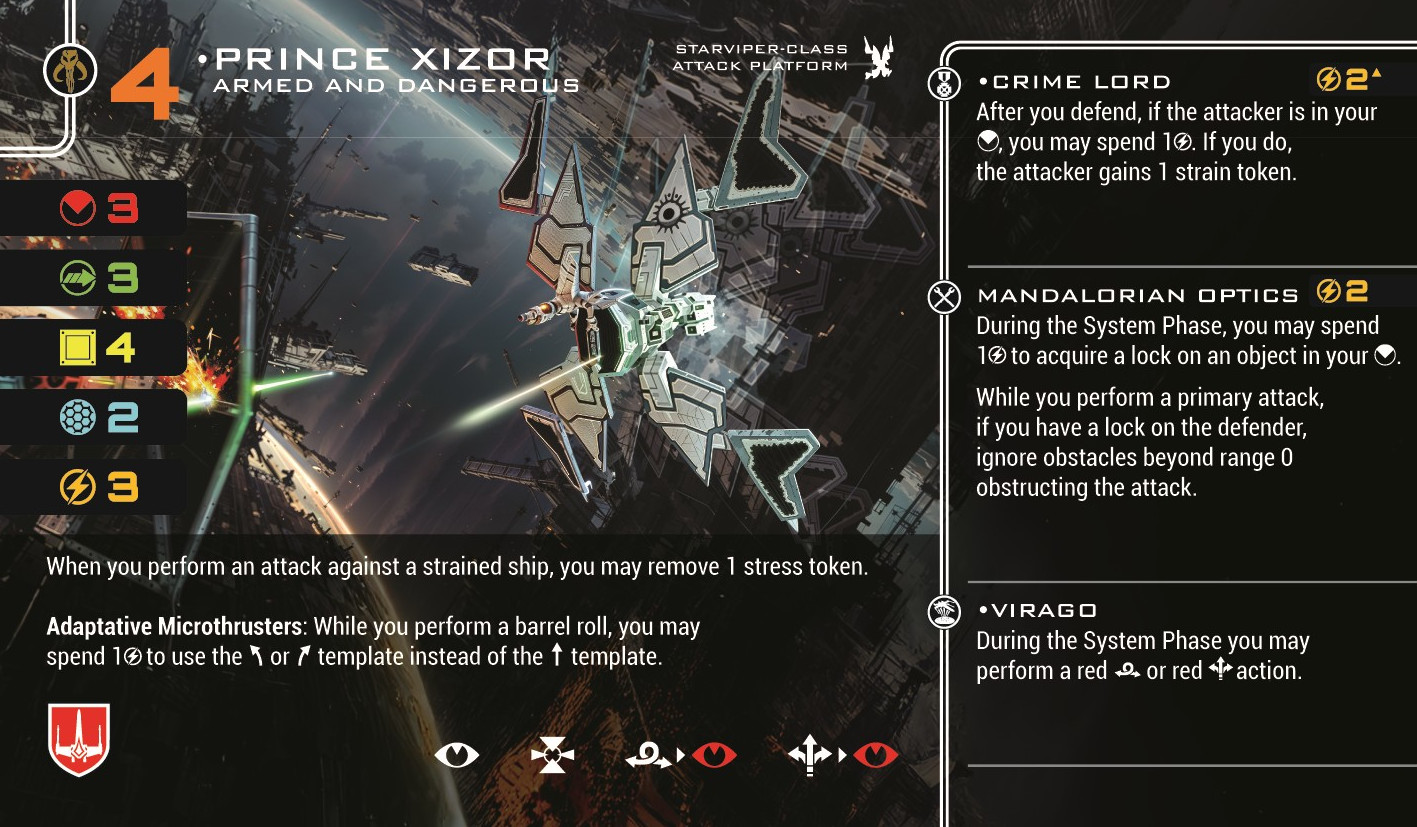 4
•PRINCE XIZOR
ARMED AND DANGEROUS
STARVIPER-CLASS
ATTACK PLATFORM
3
3
4
2
3
When you perform an attack against a strained ship, you may remove 1 stress token.
Adaptative Microthrusters: While you perform a barrel roll, you may
spend 1 to use the or template instead of the template.
•CRIME LORD 2
After you defend, if the attacker is in your
, you may spend 1. If you do,
the attacker gains 1 strain token.
MANDALORIAN OPTICS 2
During the System Phase, you may spend
1 to acquire a lock on an object in your .
While you perform a primary attack,
if you have a lock on the defender,
ignore obstacles beyond range 0
obstructing the attack.
•VIRAGO
During the System Phase you may
perform a red or red action.